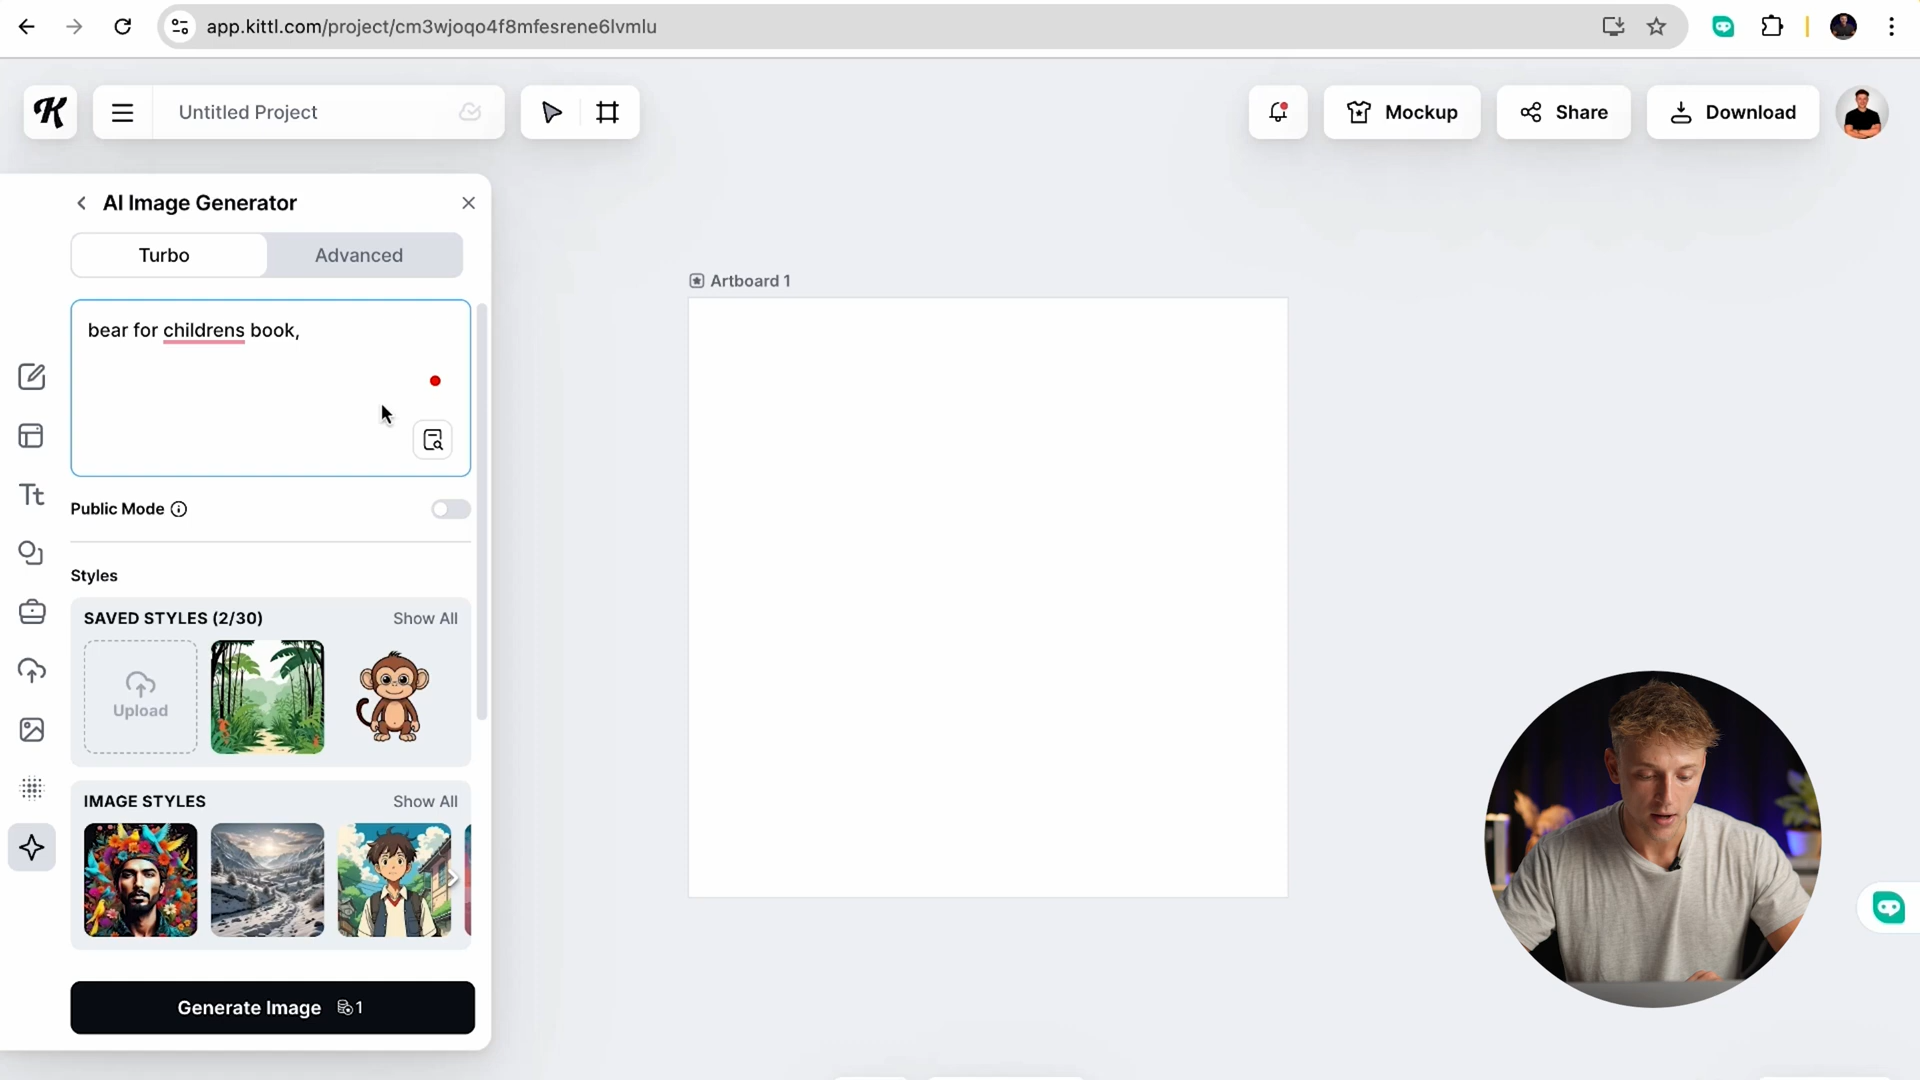 app.kittl.com/project/cm3wjoqo4f8mfesrene6lvmlu
K
Untitled Project
Mockup
Share
Download
AI Image Generator
Turbo
Advanced
bear for childrens book,
Public Mode
Styles
SAVED STYLES (2/30)
Show All
Upload
IMAGE STYLES
Show All
Generate Image
1
Artboard 1
Tt